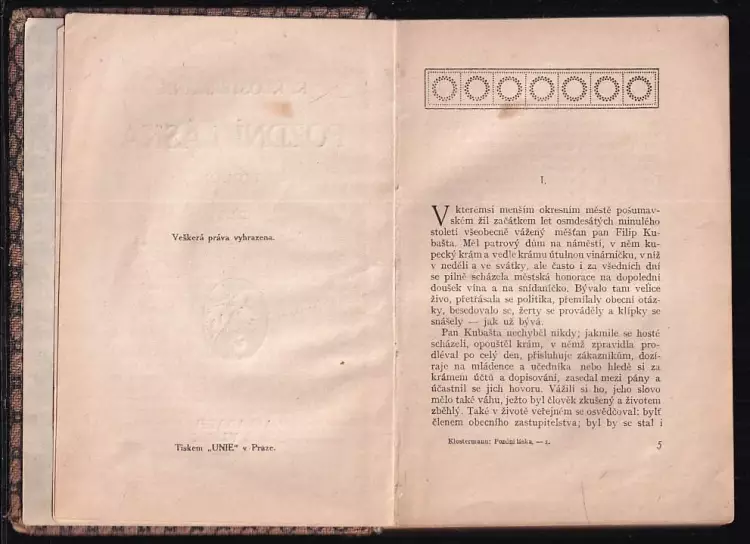 Veškerá práva vyhrazena.
Tiskem „UNIE“ v Praze.
I.
V kteremsi menším okresním městě pošumav-
ském žil začátkem let osmdesátých minulého
století všeobecně vážený měšťan pan Filip Ku-
bašta. Měl patrový dům na náměstí, v něm ku-
pecký krám a vedle krámu útulnou vinárničku, v níž
v neděli a ve svátky, ale často i za všedních dní
se pilně scházela městská honorace na dopolední
doušek vína a na snídaníčko. Bývalo tam velice
živo, přetřásala se politika, přemílaly obecní otáz-
ky, besedovalo se, žerty se prováděly a klípky se
snášely — jak už bývá.
Pan Kubašta nechyběl nikdy; jakmile se hosté
scházeli, opouštěl krám, v němž zpravidla pro-
dléval po celý den, přisluhuje zákazníkům, dozí-
raje na mládence a učedníka nebo hledě si za
krámem účtů a dopisování, zasedal mezi pány a
účastnil se jich hovoru. Vážili si ho, jeho slovo
mělo také váhu, ježto byl člověk zkušený a životem
zběhlý. Také v životě veřejném se osvědčoval: bylť
členem obecního zastupitelstva; byl by se stal i
Klostermann: Pozdní láska. — 1.
5